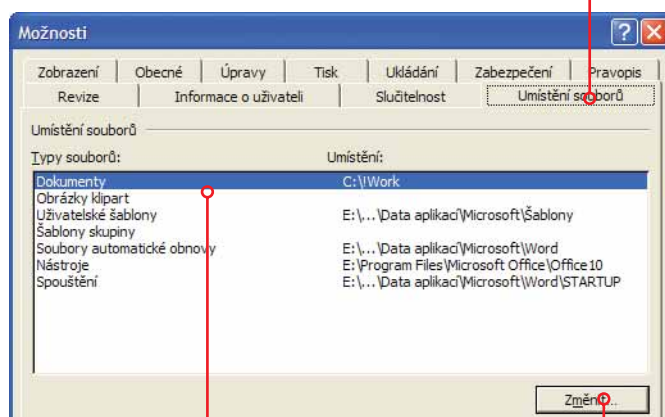 Možnosti
Zobrazení Obecné Úpravy Tisk Ukládání Zabezpečení Pravopis
Revize Informace o uživateli Slučitelnost Umístění souborů
Umístění souborů
Typy souborů: Umístění:
Dokumenty C:\!Work
Obrázky klipart
Uživatelské šablony E:\...\Data aplikací\Microsoft\Šablony
Šablony skupiny
Soubory automatické obnovy E:\...\Data aplikací\Microsoft\Word
Nástroje E:\Program Files\Microsoft Office\Office10
Spouštění E:\...\Data aplikací\Microsoft\Word\STARTUP
Změnit...